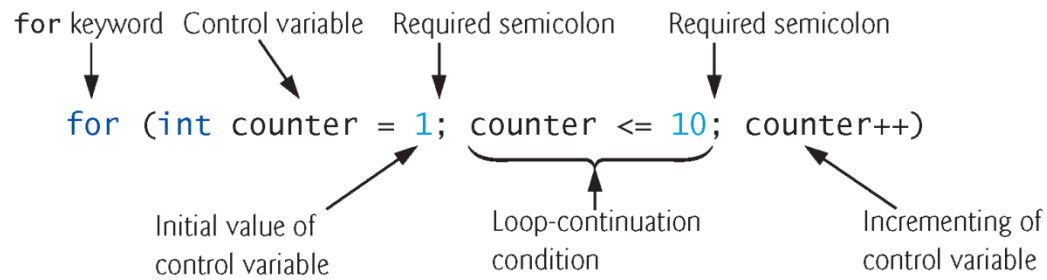 for keyword Control variable Required semicolon Required semicolon
for (int counter = 1; counter <= 10; counter++)
Initial value of control variable
Loop-continuation condition
Incrementing of control variable